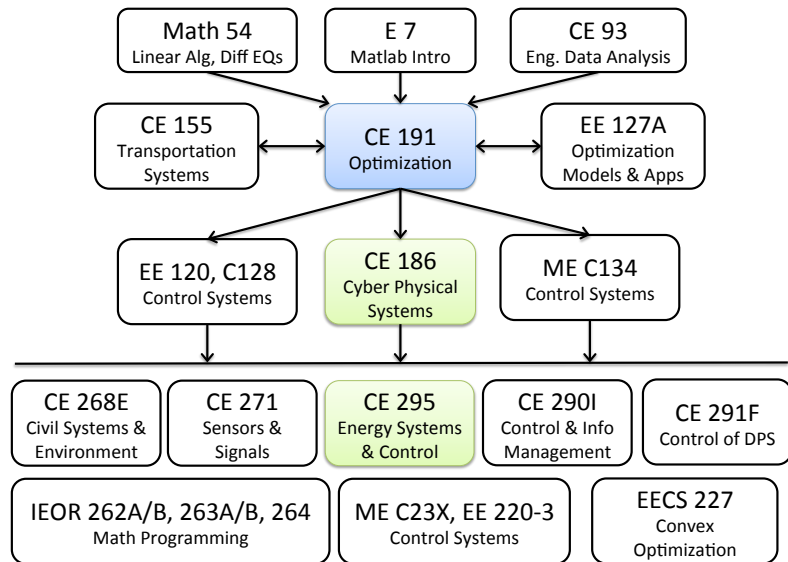 Math 54
Linear Alg, Diff EQs
E 7
Matlab Intro
CE 93
Eng. Data Analysis
CE 155
Transportation
Systems
CE 191
Optimization
EE 127A
Optimization
Models & Apps
EE 120, C128
Control Systems
CE 186
Cyber Physical
Systems
ME C134
Control Systems
CE 268E
Civil Systems &
Environment
CE 271
Sensors &
Signals
CE 295
Energy Systems
& Control
CE 290I
Control & Info
Management
CE 291F
Control of DPS
IEOR 262A/B, 263A/B, 264
Math Programming
ME C23X, EE 220-3
Control Systems
EECS 227
Convex
Optimization